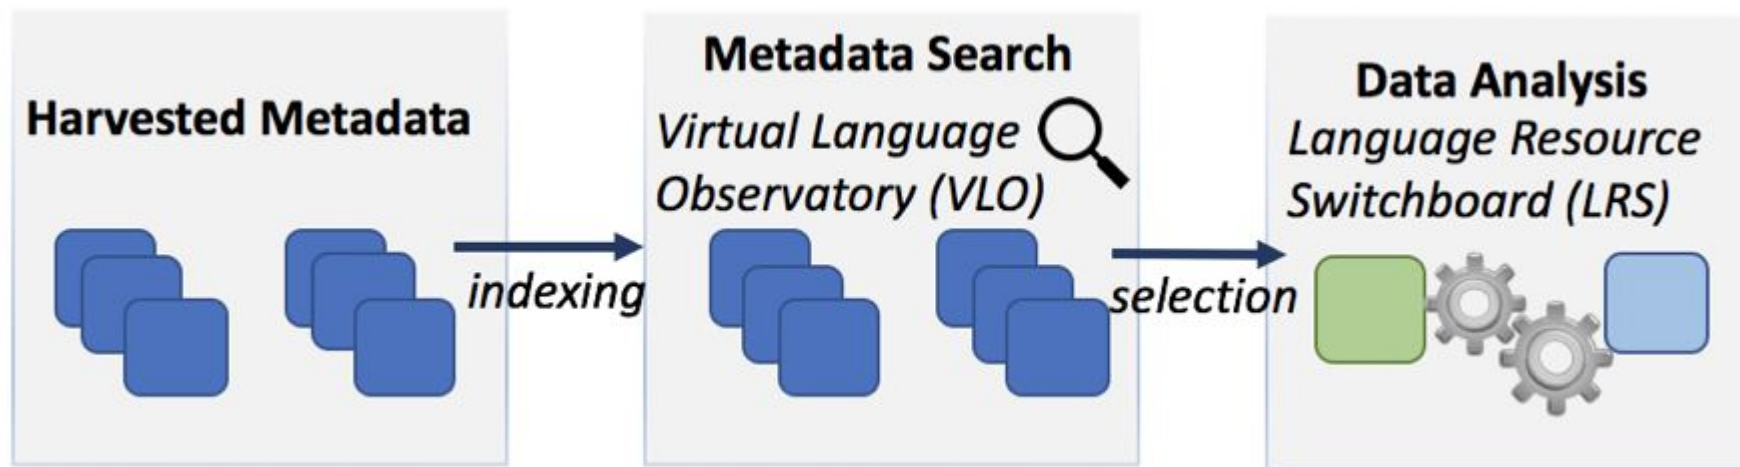 Harvested Metadata
indexing
Metadata Search
Virtual Language
Observatory (VLO)
selection
Data Analysis
Language Resource
Switchboard (LRS)